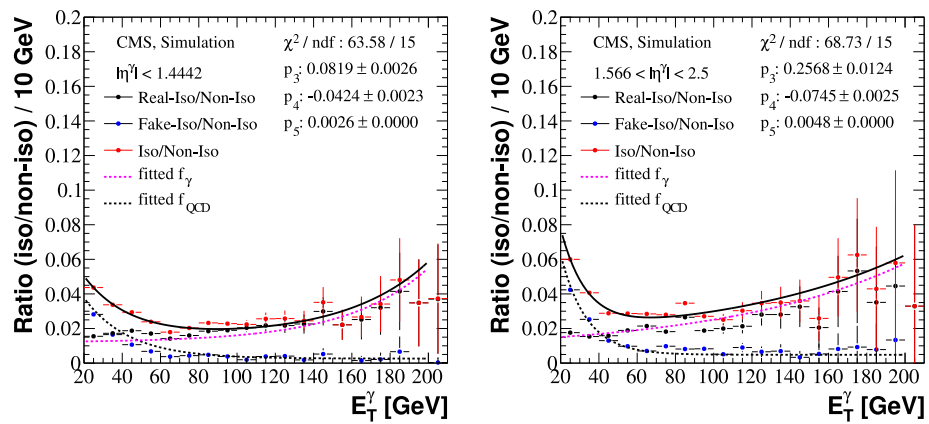 Ratio (iso/non-iso) / 10 GeV
0.2
0.18
0.16
0.14
0.12
0.1
0.08
0.06
0.04
0.02
0
CMS, Simulation
|η^γ| < 1.4442
Real-Iso/Non-Iso
Fake-Iso/Non-Iso
Iso/Non-Iso
fitted f_γ
fitted f_QCD
χ² / ndf : 63.58 / 15
p₃: 0.0819 ± 0.0026
p₄: -0.0424 ± 0.0023
p₅: 0.0026 ± 0.0000
20 40 60 80 100 120 140 160 180 200
E_T^γ [GeV]
Ratio (iso/non-iso) / 10 GeV
0.2
0.18
0.16
0.14
0.12
0.1
0.08
0.06
0.04
0.02
0
CMS, Simulation
1.566 < |η^γ| < 2.5
Real-Iso/Non-Iso
Fake-Iso/Non-Iso
Iso/Non-Iso
fitted f_γ
fitted f_QCD
χ² / ndf : 68.73 / 15
p₃: 0.2568 ± 0.0124
p₄: -0.0745 ± 0.0025
p₅: 0.0048 ± 0.0000
20 40 60 80 100 120 140 160 180 200
E_T^γ [GeV]